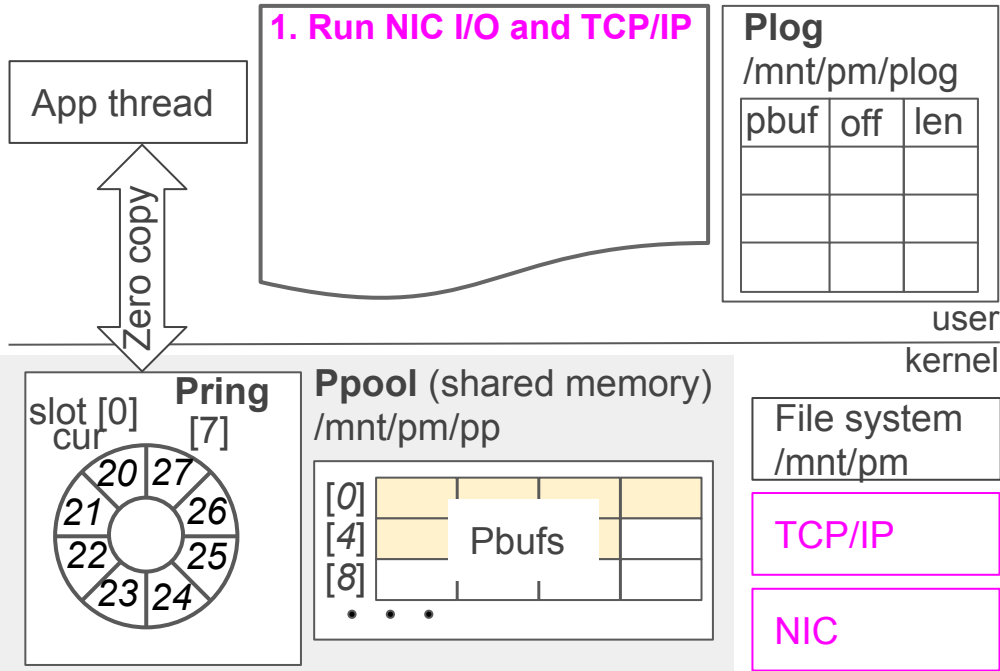 1. Run NIC I/O and TCP/IP
App thread
Zero copy
Plog
/mnt/pm/plog
pbuf off len
user
kernel
Pring
slot [0]
[7]
cur
20 27
21 26
22 25
23 24
Ppool (shared memory)
/mnt/pm/pp
[0]
[4]
[8]
Pbufs
• • •
File system
/mnt/pm
TCP/IP
NIC